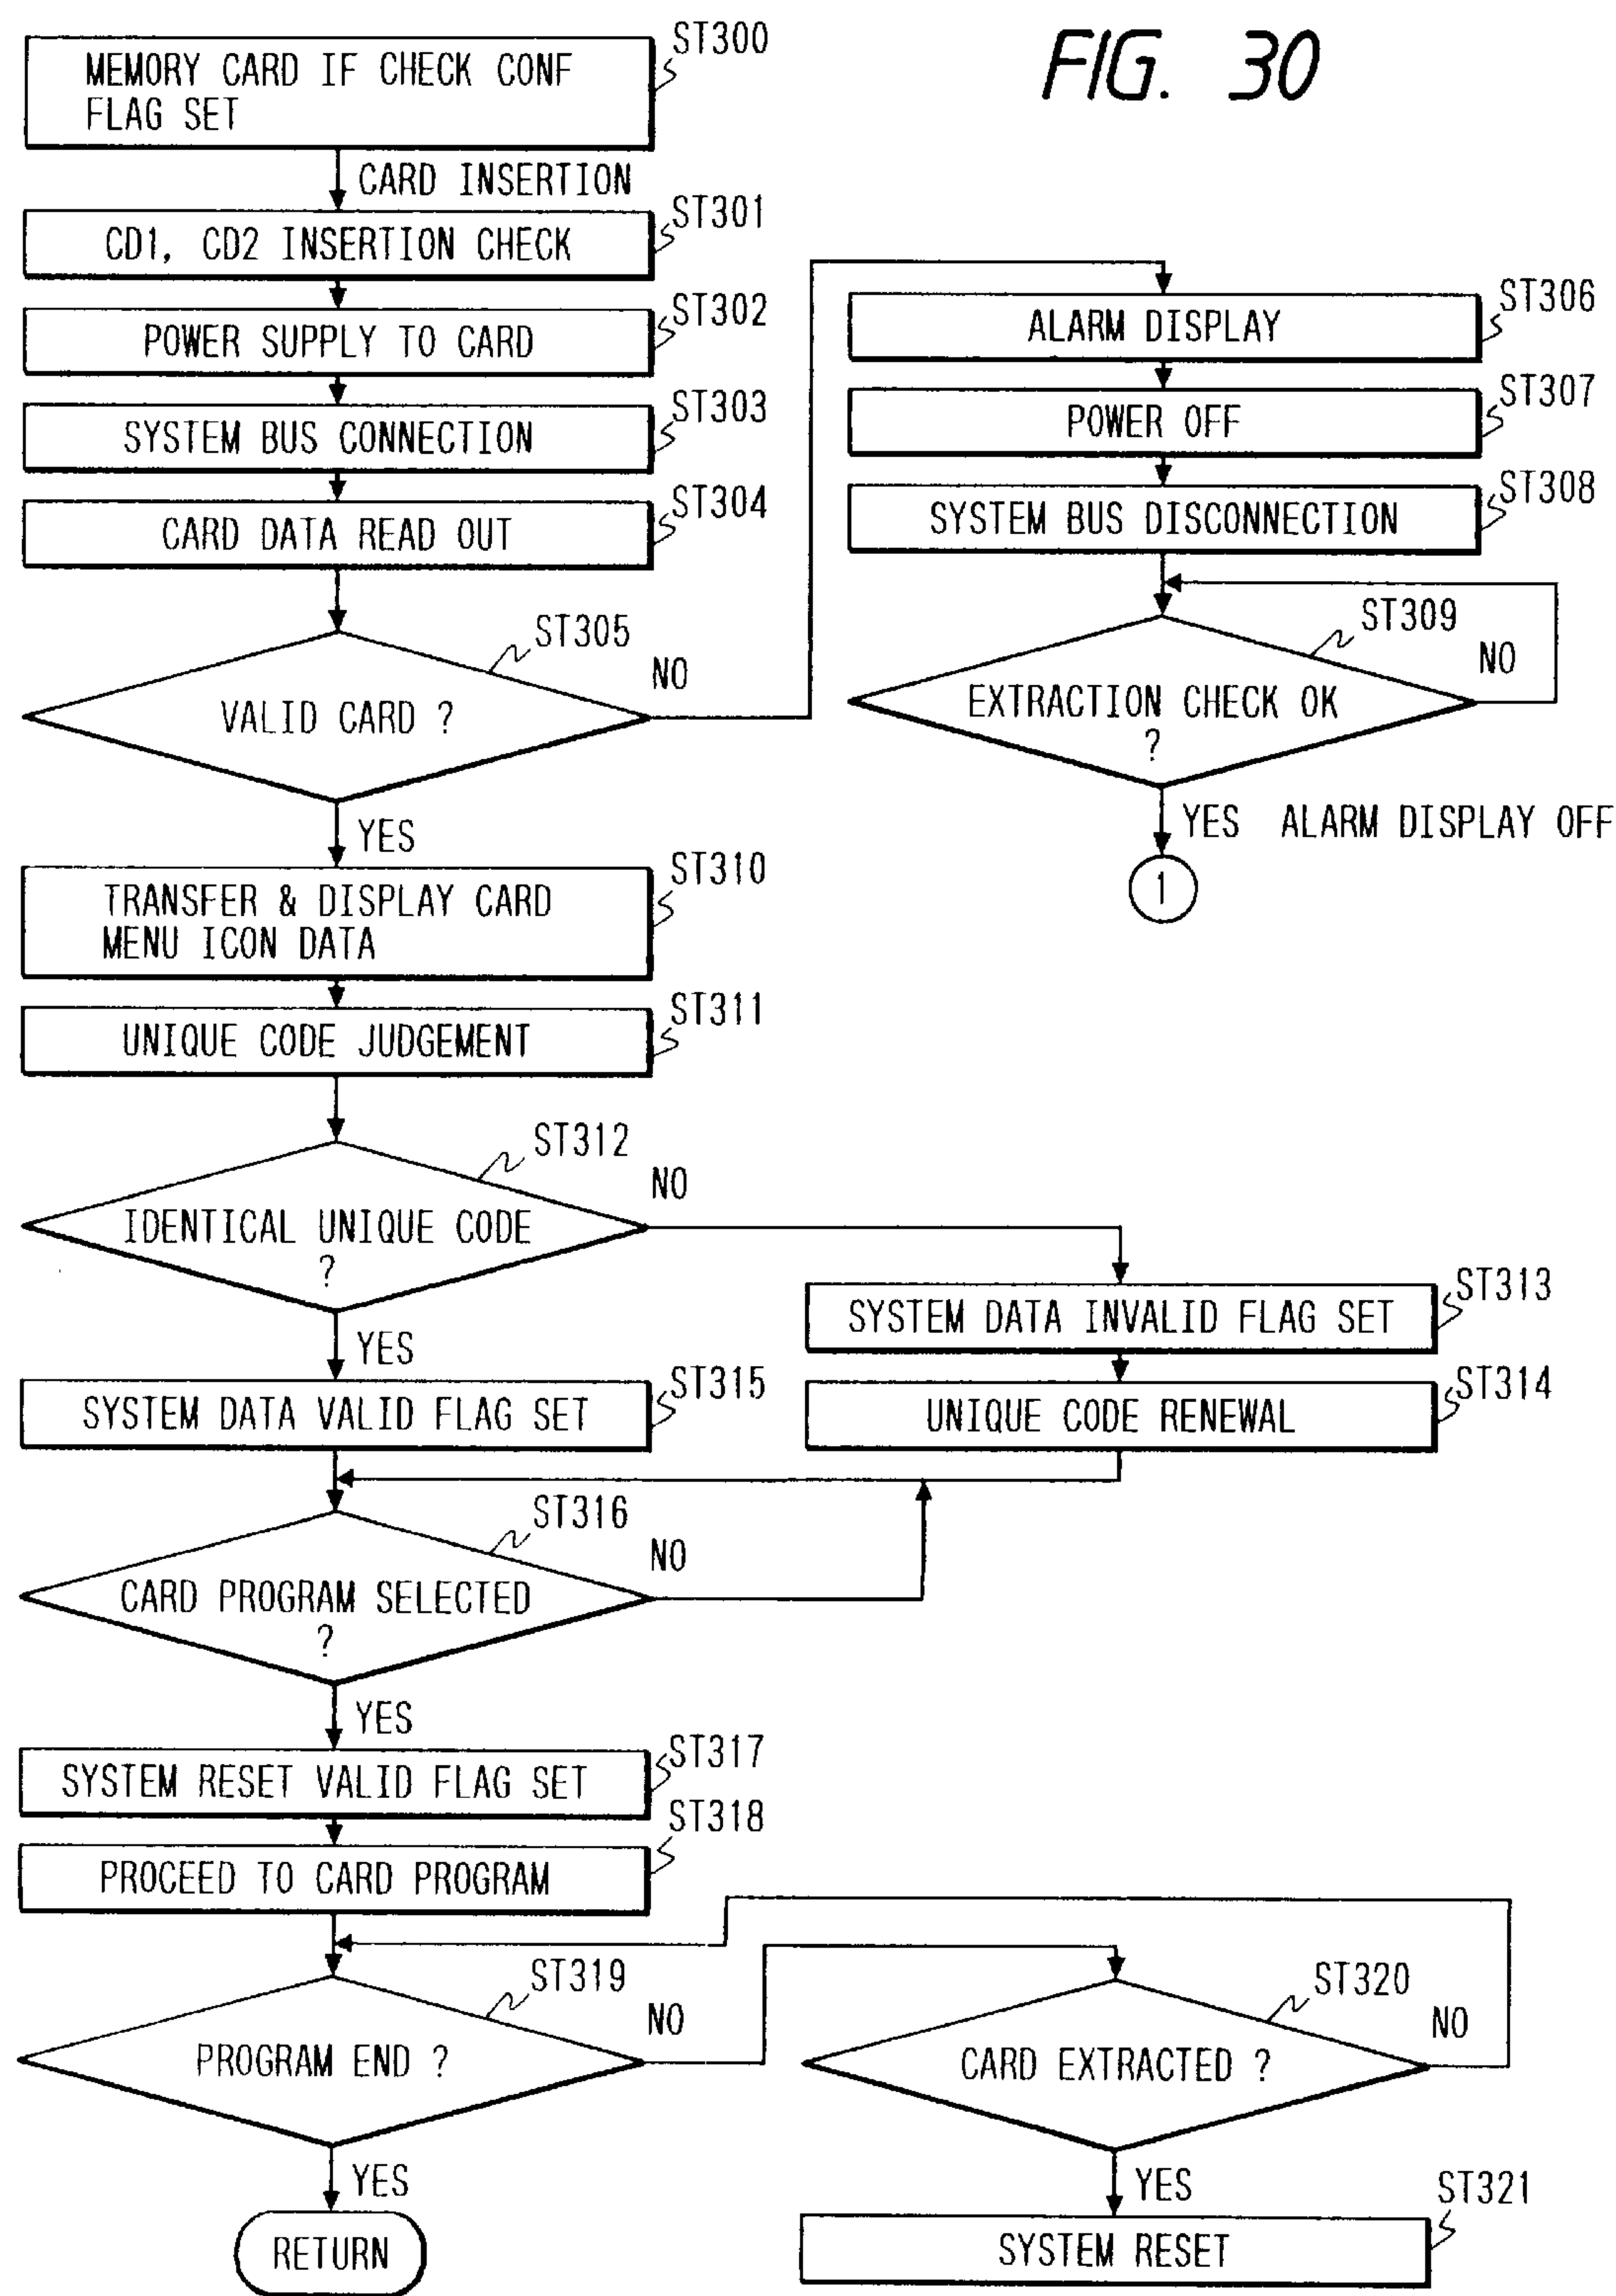 FIG. 30
ST300
MEMORY CARD IF CHECK CONF
FLAG SET
CARD INSERTION
ST301
CD1, CD2 INSERTION CHECK
ST302
POWER SUPPLY TO CARD
ST303
SYSTEM BUS CONNECTION
ST304
CARD DATA READ OUT
ST305
VALID CARD ?
NO
YES
ST306
ALARM DISPLAY
ST307
POWER OFF
ST308
SYSTEM BUS DISCONNECTION
ST309
EXTRACTION CHECK OK
?
NO
YES ALARM DISPLAY OFF
1
ST310
TRANSFER & DISPLAY CARD
MENU ICON DATA
ST311
UNIQUE CODE JUDGEMENT
ST312
IDENTICAL UNIQUE CODE
?
NO
YES
ST313
SYSTEM DATA INVALID FLAG SET
ST314
UNIQUE CODE RENEWAL
ST315
SYSTEM DATA VALID FLAG SET
ST316
CARD PROGRAM SELECTED
?
NO
YES
ST317
SYSTEM RESET VALID FLAG SET
ST318
PROCEED TO CARD PROGRAM
ST319
PROGRAM END ?
NO
YES
RETURN
ST320
CARD EXTRACTED ?
NO
YES
ST321
SYSTEM RESET